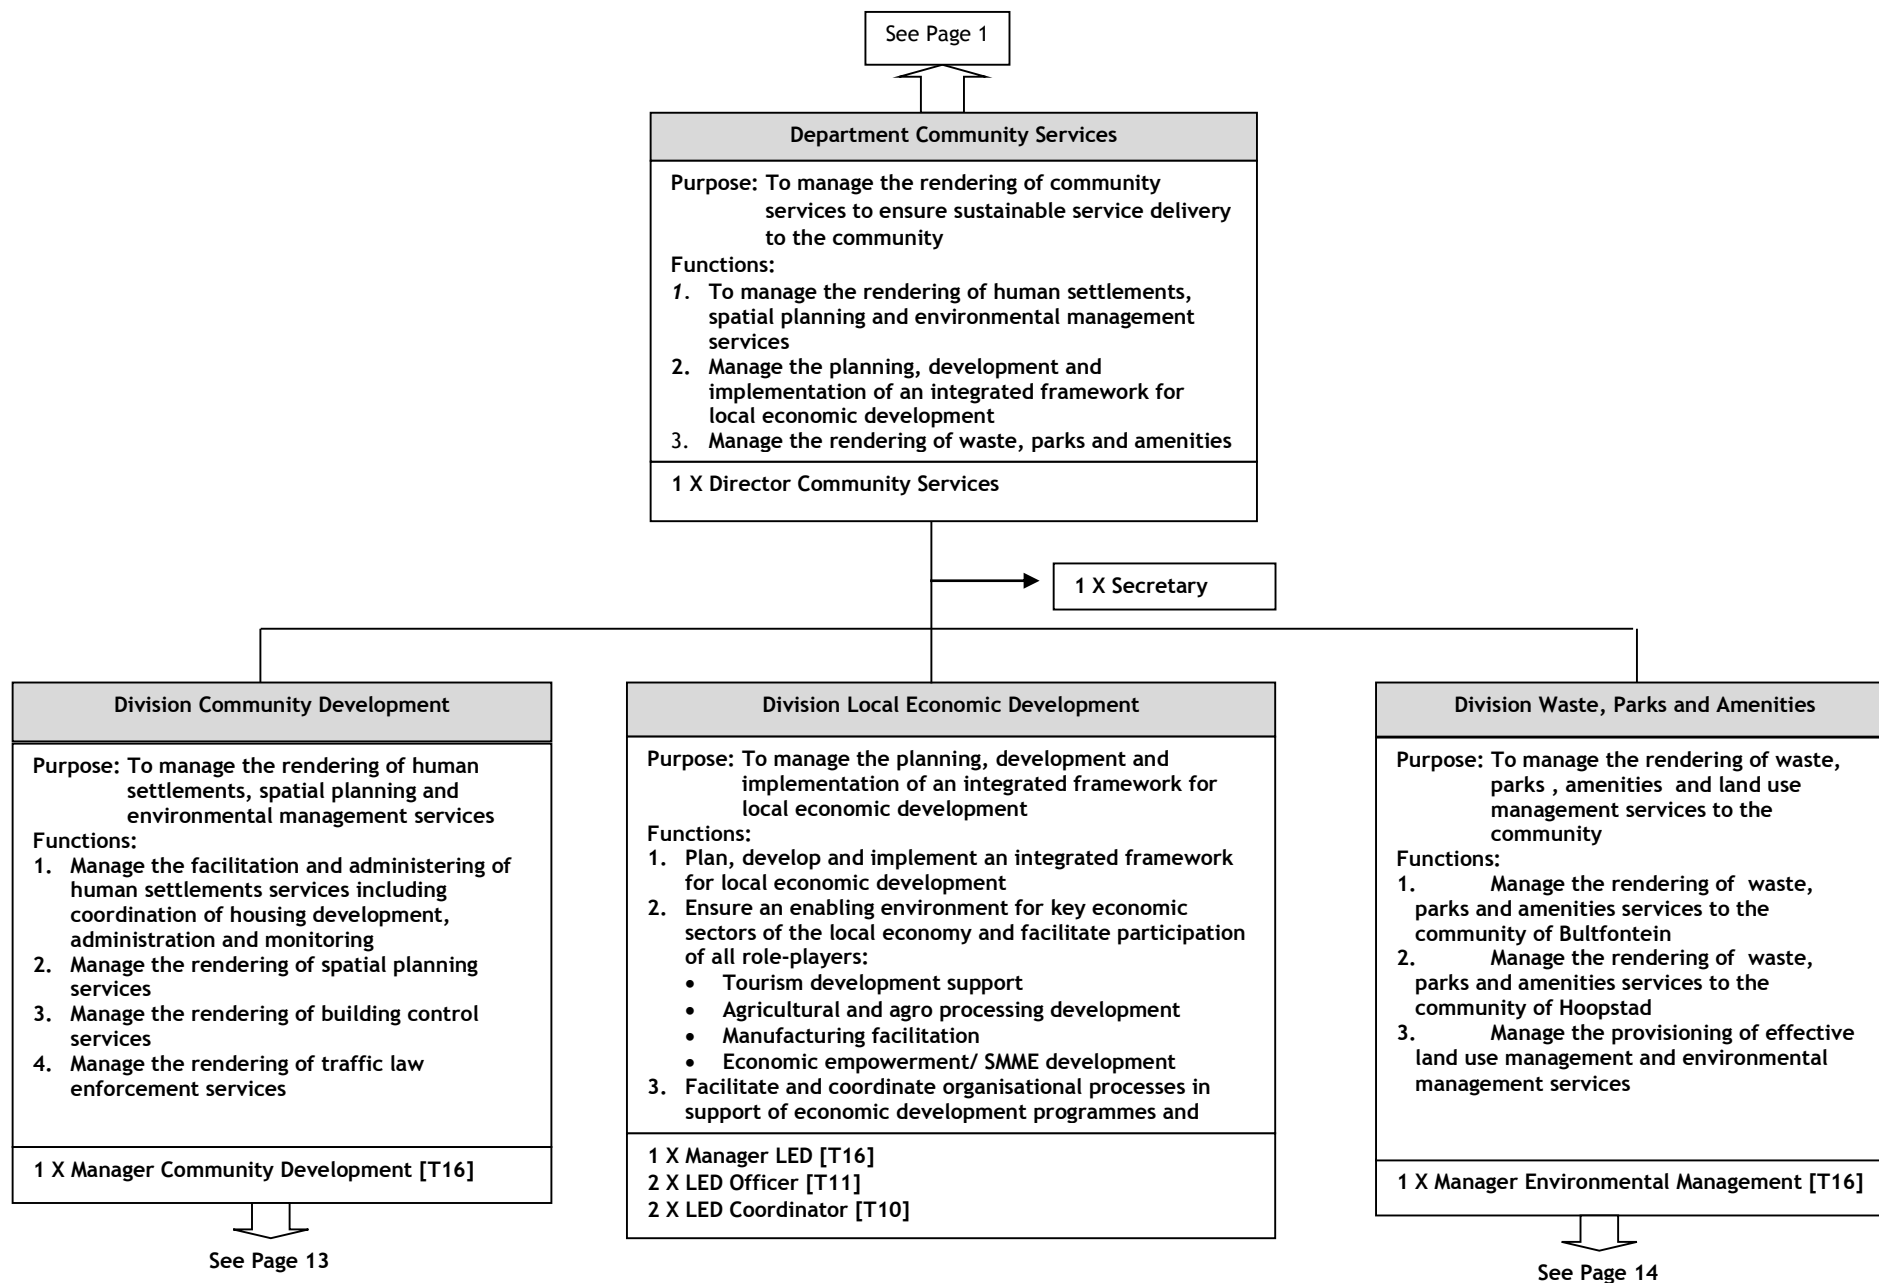 See Page 1
Department Community Services
Purpose: To manage the rendering of community
services to ensure sustainable service delivery
to the community
Functions:
1. To manage the rendering of human settlements,
spatial planning and environmental management
services
2. Manage the planning, development and
implementation of an integrated framework for
local economic development
3. Manage the rendering of waste, parks and amenities
1 X Director Community Services
1 X Secretary
Division Community Development
Purpose: To manage the rendering of human
settlements, spatial planning and
environmental management services
Functions:
1. Manage the facilitation and administering of
human settlements services including
coordination of housing development,
administration and monitoring
2. Manage the rendering of spatial planning
services
3. Manage the rendering of building control
services
4. Manage the rendering of traffic law
enforcement services
1 X Manager Community Development [T16]
See Page 13
Division Local Economic Development
Purpose: To manage the planning, development and
implementation of an integrated framework for
local economic development
Functions:
1. Plan, develop and implement an integrated framework
for local economic development
2. Ensure an enabling environment for key economic
sectors of the local economy and facilitate participation
of all role-players:
• Tourism development support
• Agricultural and agro processing development
• Manufacturing facilitation
• Economic empowerment/ SMME development
3. Facilitate and coordinate organisational processes in
support of economic development programmes and
1 X Manager LED [T16]
2 X LED Officer [T11]
2 X LED Coordinator [T10]
Division Waste, Parks and Amenities
Purpose: To manage the rendering of waste,
parks , amenities and land use
management services to the
community
Functions:
1. Manage the rendering of waste,
parks and amenities services to the
community of Bultfontein
2. Manage the rendering of waste,
parks and amenities services to the
community of Hoopstad
3. Manage the provisioning of effective
land use management and environmental
management services
1 X Manager Environmental Management [T16]
See Page 14